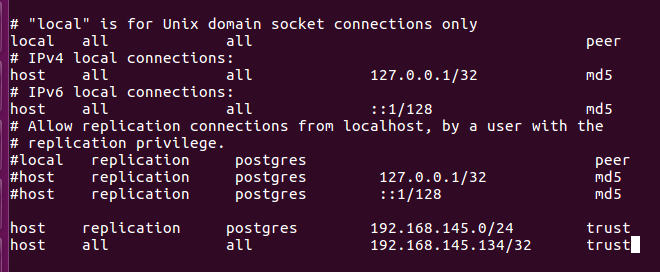 # "local" is for Unix domain socket connections only
local   all             all                                     peer
# IPv4 local connections:
host    all             all             127.0.0.1/32            md5
# IPv6 local connections:
host    all             all             ::1/128                 md5
# Allow replication connections from localhost, by a user with the
# replication privilege.
#local   replication     postgres                                peer
#host    replication     postgres        127.0.0.1/32            md5
#host    replication     postgres        ::1/128                 md5
host    replication     postgres        192.168.145.0/24        trust
host    all             all             192.168.145.134/32      trust